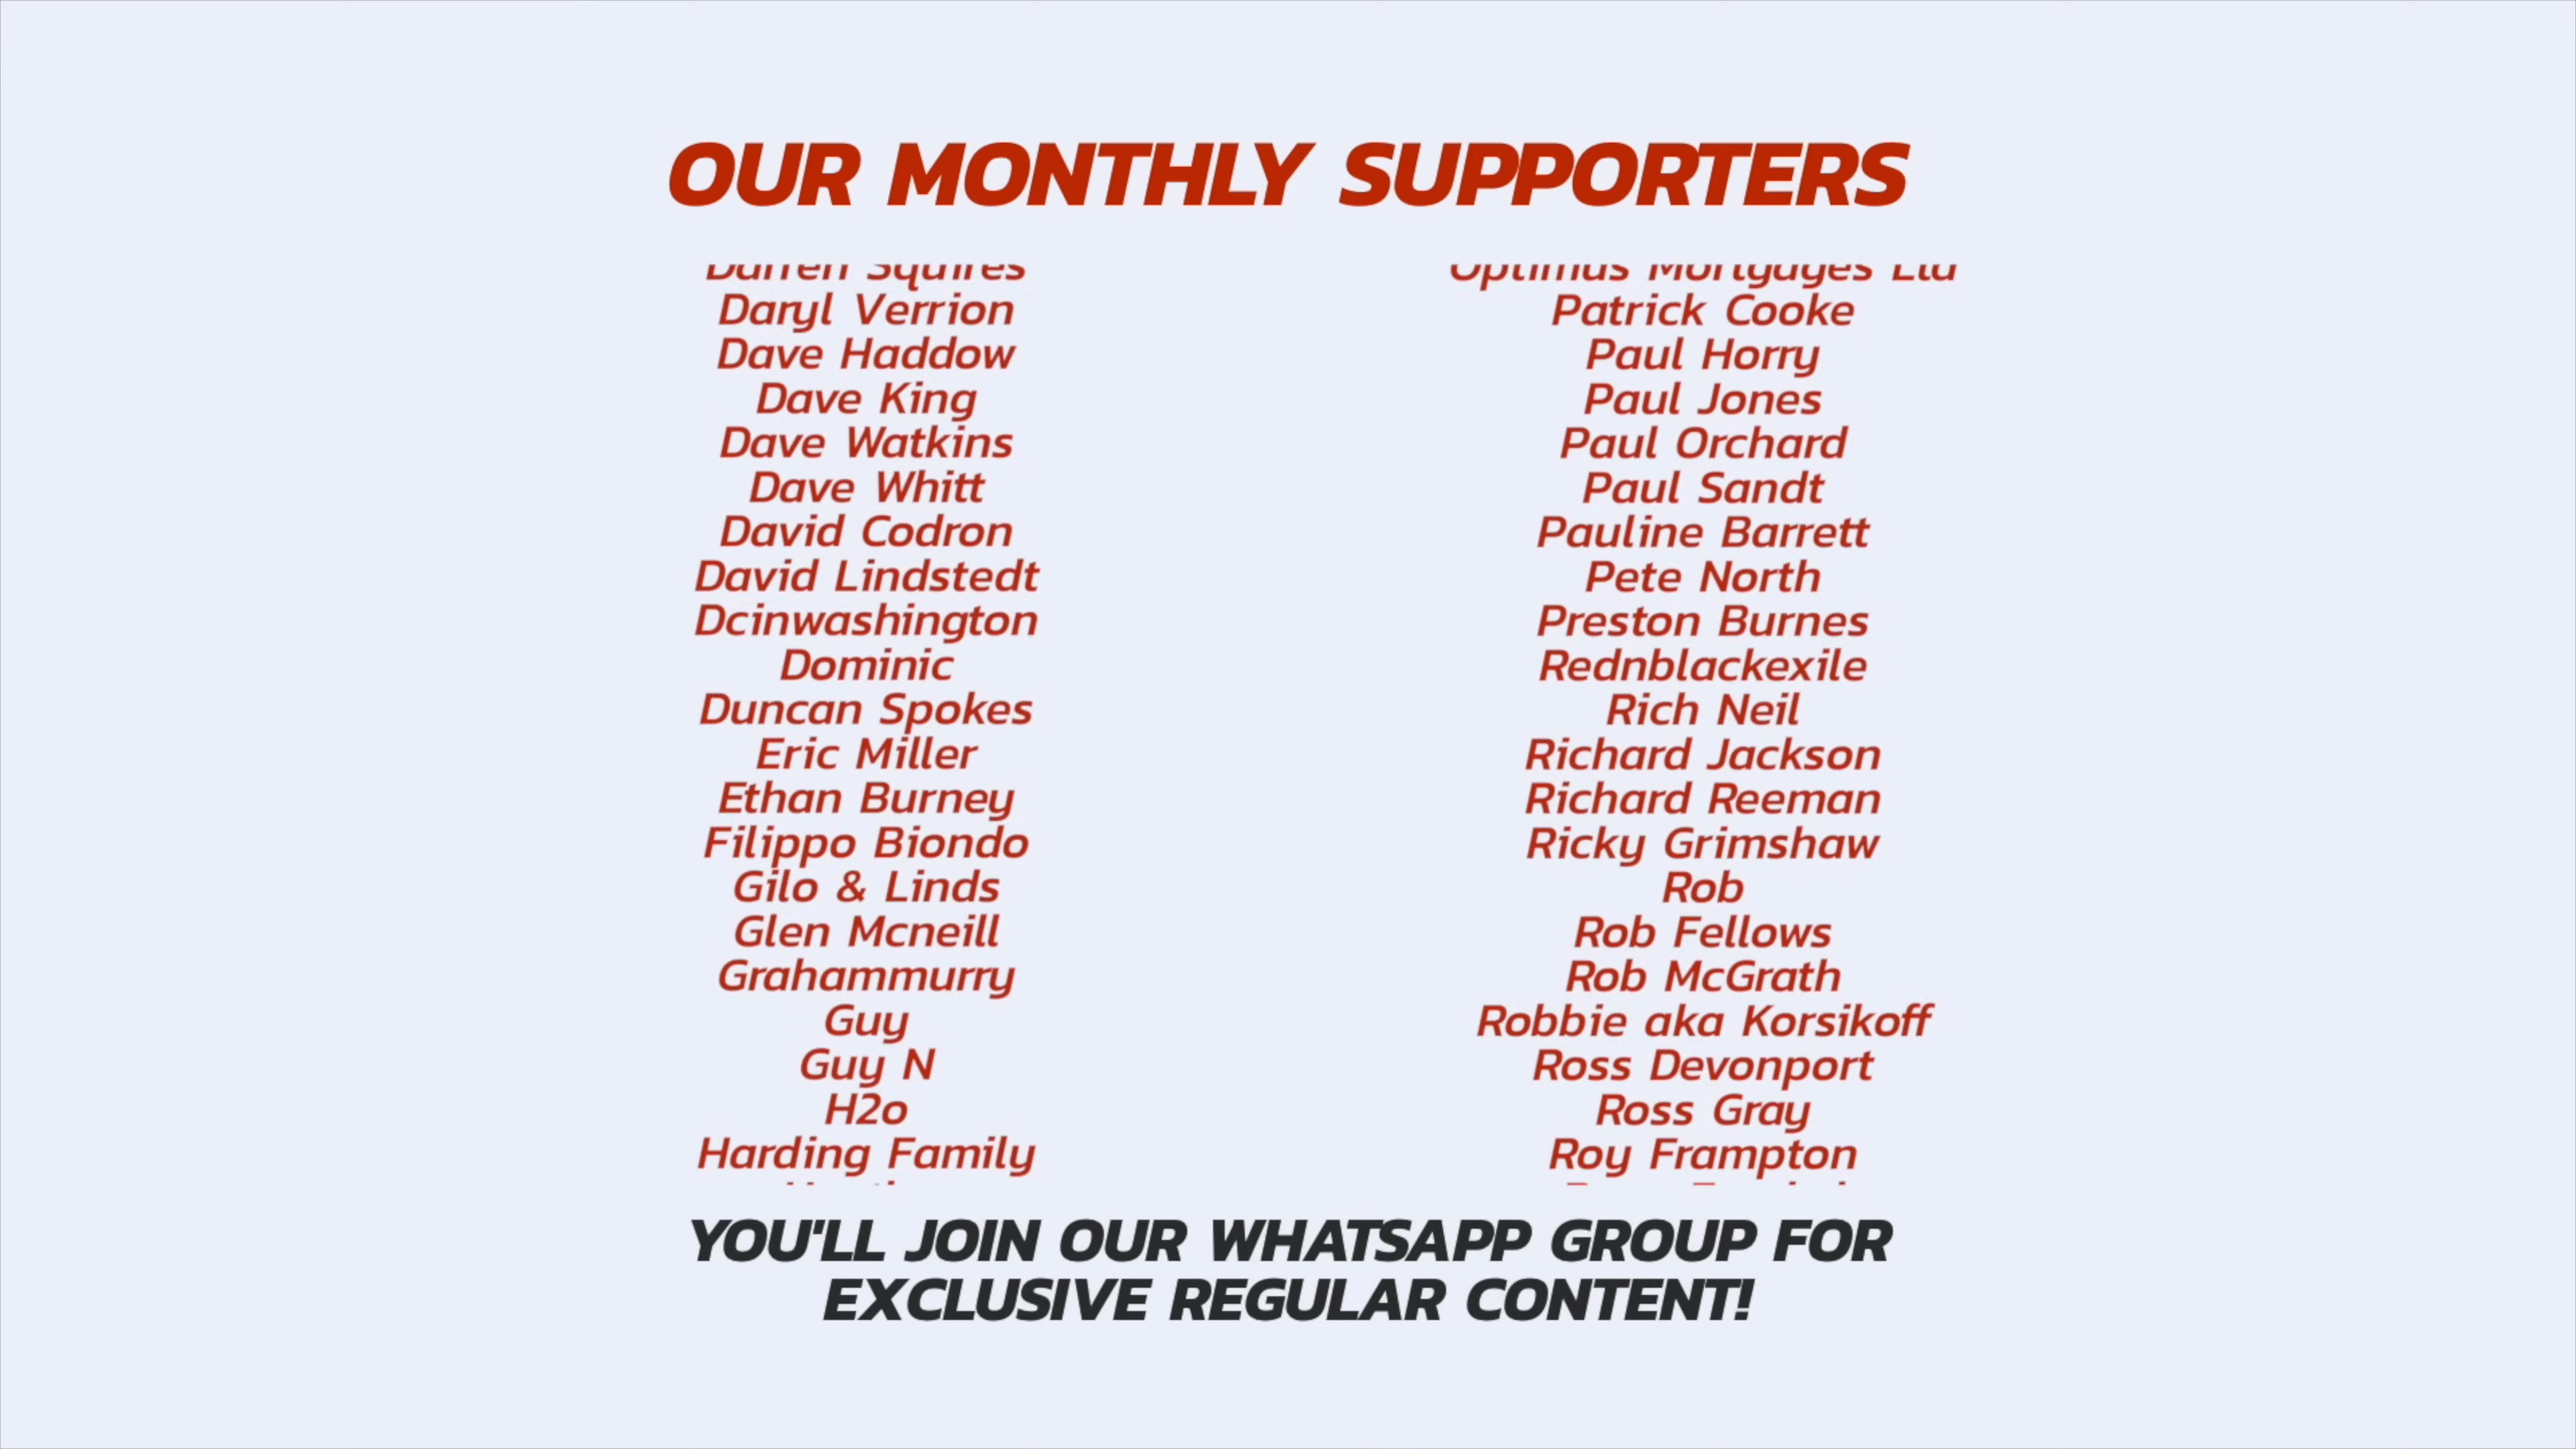 OUR MONTHLY SUPPORTERS
Darren Squires
Daryl Verrion
Dave Haddow
Dave King
Dave Watkins
Dave Whitt
David Codron
David Lindstedt
Dcinwashington
Dominic
Duncan Spokes
Eric Miller
Ethan Burney
Filippo Biondo
Gilo & Linds
Glen Mcneill
Grahammurry
Guy
Guy N
H2o
Harding Family
Optimus Mortgages Ltd
Patrick Cooke
Paul Horry
Paul Jones
Paul Orchard
Paul Sandt
Pauline Barrett
Pete North
Preston Burnes
Rednblackexile
Rich Neil
Richard Jackson
Richard Reeman
Ricky Grimshaw
Rob
Rob Fellows
Rob McGrath
Robbie aka Korsikoff
Ross Devonport
Ross Gray
Roy Frampton
YOU'LL JOIN OUR WHATSAPP GROUP FOR
EXCLUSIVE REGULAR CONTENT!